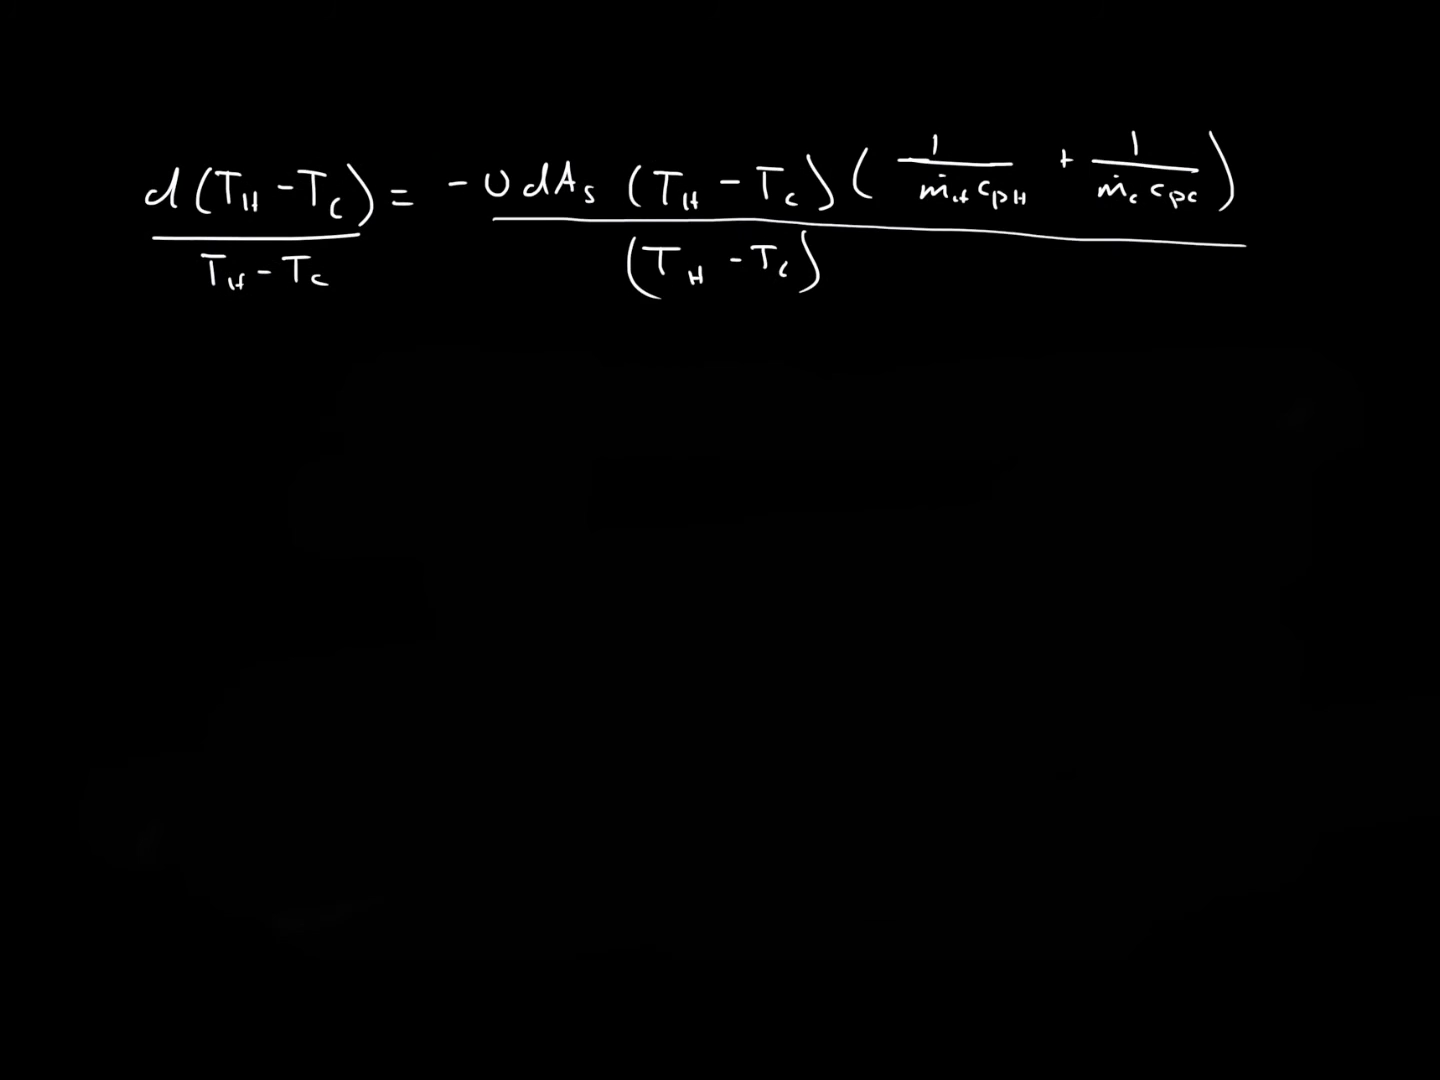 d(T_H - T_C) / (T_H - T_C) = -U dA_s (T_H - T_C) ( 1 / (ṁ_H c_pH) + 1 / (ṁ_c c_pc) ) / (T_H - T_C)